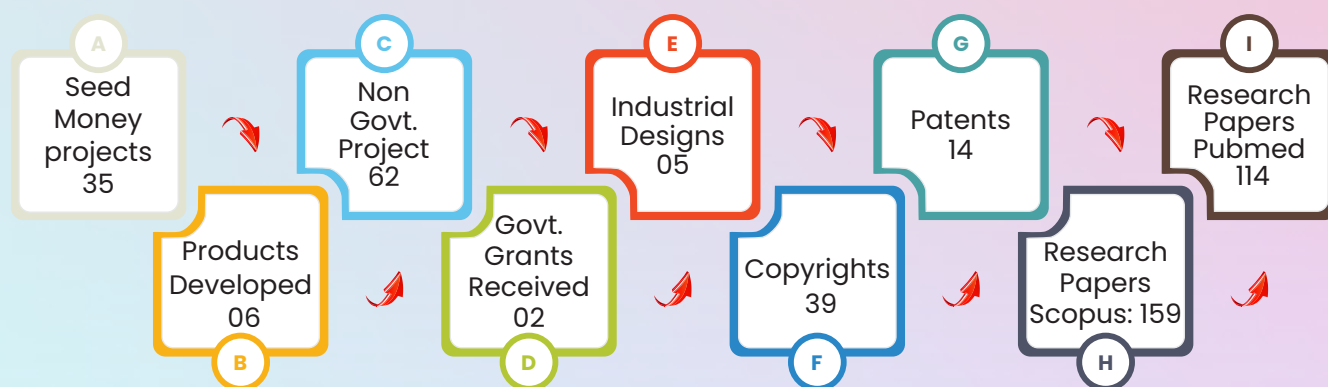 A
Seed
Money
projects
35
B
Products
Developed
06
C
Non
Govt.
Project
62
D
Govt.
Grants
Received
02
E
Industrial
Designs
05
F
Copyrights
39
G
Patents
14
H
Research
Papers
Scopus: 159
I
Research
Papers
Pubmed
114